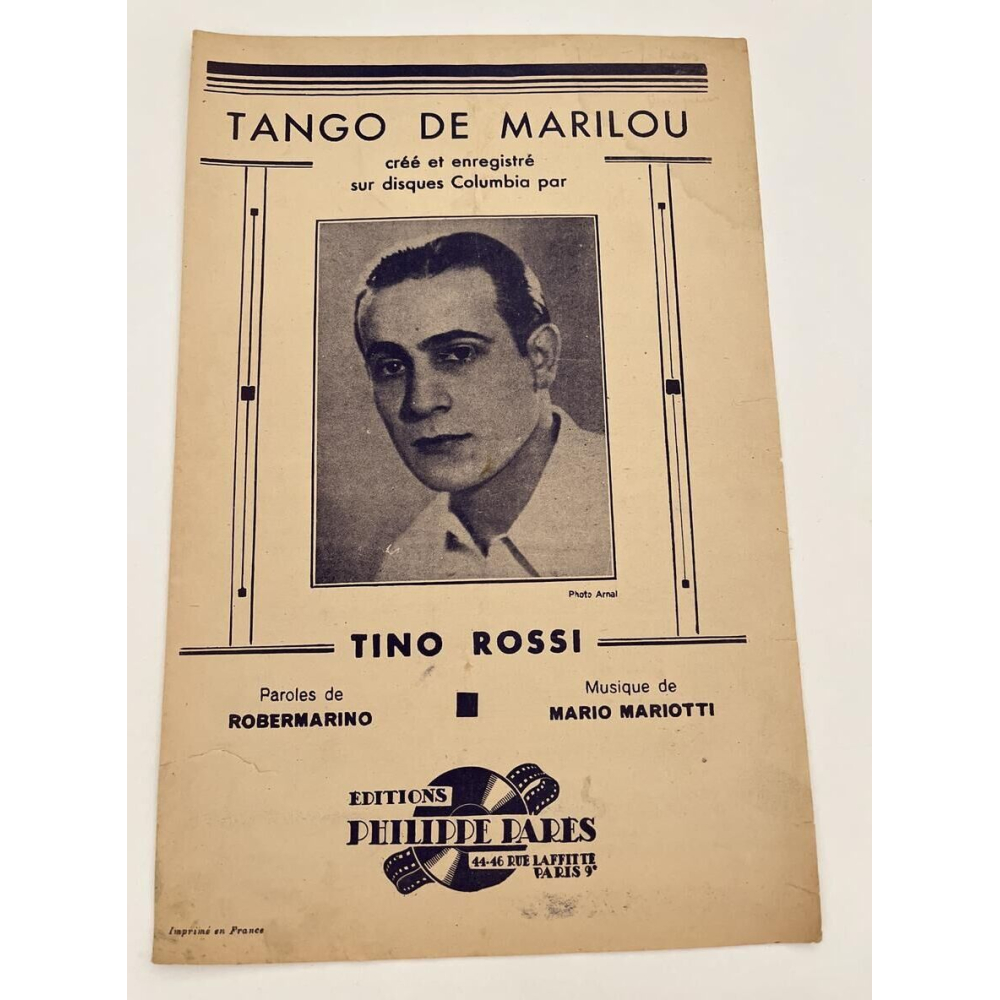 TANGO DE MARILOU
créé et enregistré
sur disques Columbia par
Photo Arnal
TINO ROSSI
Paroles de
ROBERMARINO
Musique de
MARIO MARIOTTI
EDITIONS
PHILIPPE PARÈS
44-46 RUE LAFFITTE
PARIS 9e
Imprimé en France